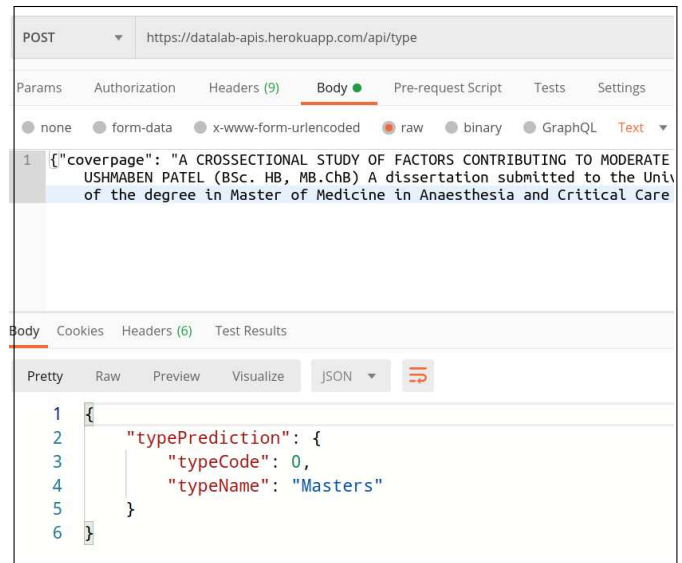 POST https://datalab-apis.herokuapp.com/api/type
Params Authorization Headers (9) Body Pre-request Script Tests Settings
none form-data x-www-form-urlencoded raw binary GraphQL Text
1 {"coverpage": "A CROSSECTIONAL STUDY OF FACTORS CONTRIBUTING TO MODERATE
USHMABEN PATEL (BSc. HB, MB.ChB) A dissertation submitted to the Univ
of the degree in Master of Medicine in Anaesthesia and Critical Care
Body Cookies Headers (6) Test Results
Pretty Raw Preview Visualize JSON
1 {
2 "typePrediction": {
3 "typeCode": 0,
4 "typeName": "Masters"
5 }
6 }